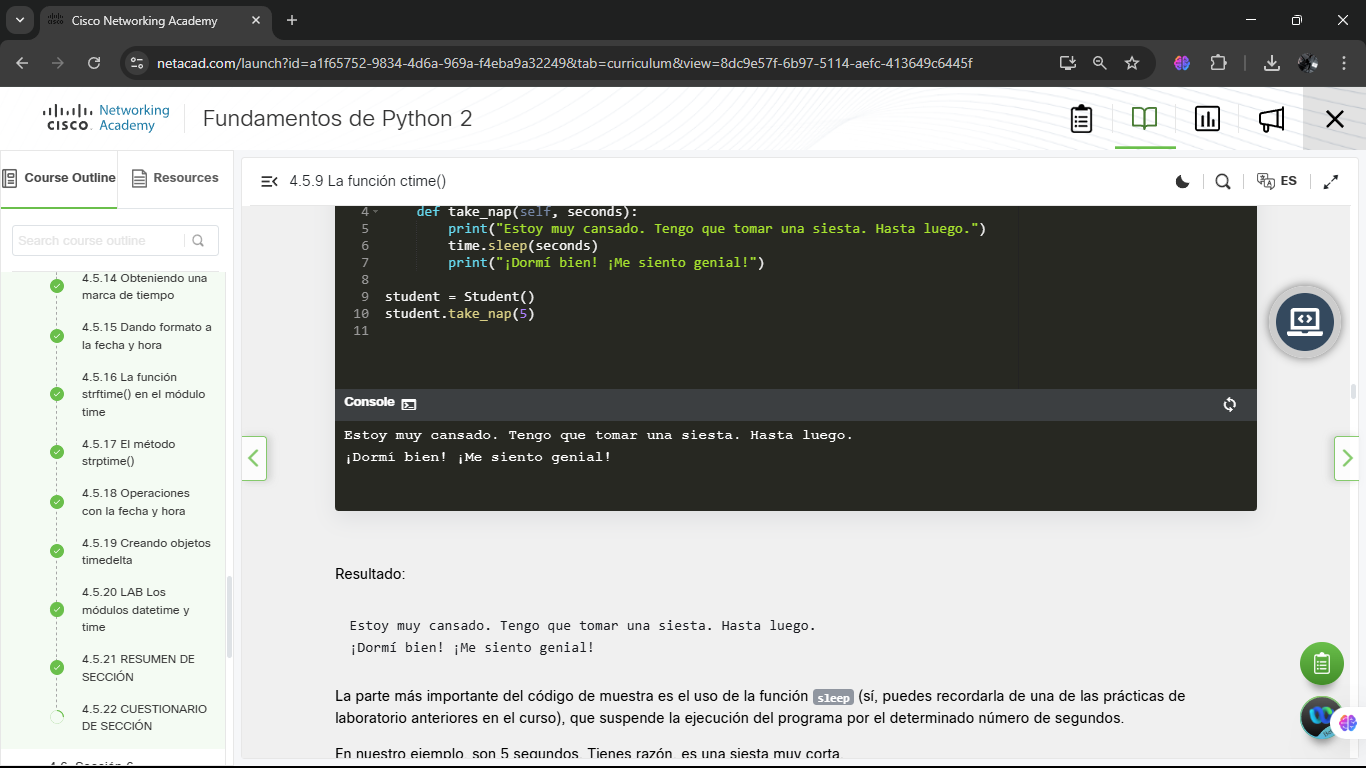 Cisco Networking Academy
netacad.com/launch?id=a1f65752-9834-4d6a-969a-f4eba9a32249&tab=curriculum&view=8dc9e57f-6b97-5114-aefc-413649c6445f
CISCO Networking Academy
Fundamentos de Python 2
Course Outline
Resources
Search course outline
4.5.14 Obteniendo una
marca de tiempo
4.5.15 Dando formato a
la fecha y hora
4.5.16 La función
strftime() en el módulo
time
4.5.17 El método
strptime()
4.5.18 Operaciones
con la fecha y hora
4.5.19 Creando objetos
timedelta
4.5.20 LAB Los
módulos datetime y
time
4.5.21 RESUMEN DE
SECCIÓN
4.5.22 CUESTIONARIO
DE SECCIÓN
4.6 Sección 6
4.5.9 La función ctime()
ES
4 def take_nap(self, seconds):
5 print("Estoy muy cansado. Tengo que tomar una siesta. Hasta luego.")
6 time.sleep(seconds)
7 print("¡Dormí bien! ¡Me siento genial!")
8
9 student = Student()
10 student.take_nap(5)
11
Console
Estoy muy cansado. Tengo que tomar una siesta. Hasta luego.
¡Dormí bien! ¡Me siento genial!
Resultado:
Estoy muy cansado. Tengo que tomar una siesta. Hasta luego.
¡Dormí bien! ¡Me siento genial!
La parte más importante del código de muestra es el uso de la función sleep (sí, puedes recordarla de una de las prácticas de
laboratorio anteriores en el curso), que suspende la ejecución del programa por el determinado número de segundos.
En nuestro ejemplo, son 5 segundos. Tienes razón, es una siesta muy corta.